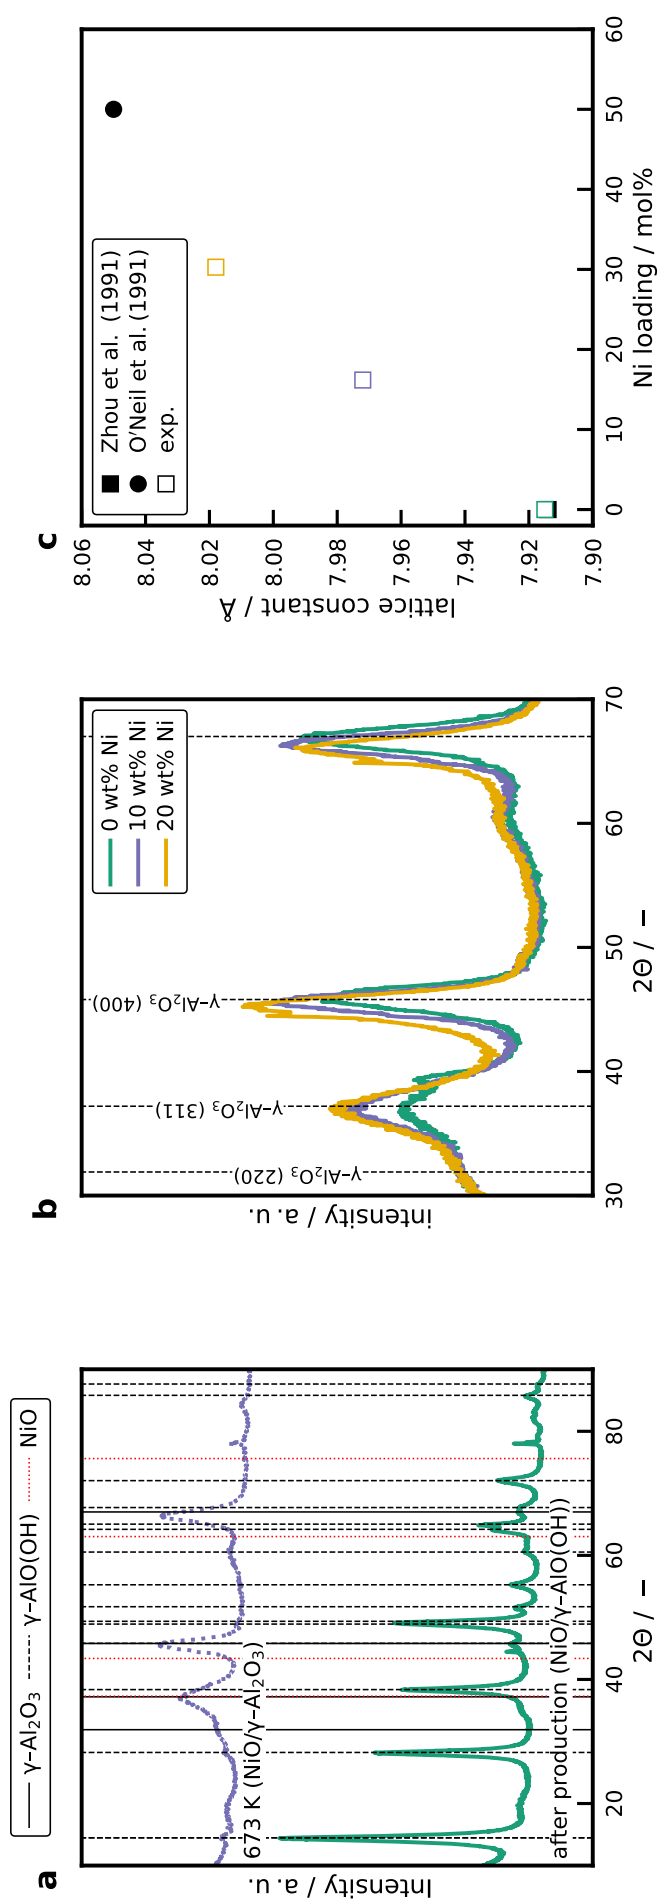 a
γ−Al₂O₃
γ−AlO(OH)
NiO
Intensity / a. u.
673 K (NiO/γ−Al₂O₃)
after production (NiO/γ−AlO(OH))
20
40
60
80
2Θ / −
b
intensity / a. u.
γ−Al₂O₃ (220)
γ−Al₂O₃ (311)
γ−Al₂O₃ (400)
0 wt% Ni
10 wt% Ni
20 wt% Ni
30
40
50
60
70
2Θ / −
c
lattice constant / Å
8.06
8.04
8.02
8.00
7.98
7.96
7.94
7.92
7.90
Zhou et al. (1991)
O'Neil et al. (1991)
exp.
0
10
20
30
40
50
60
Ni loading / mol%